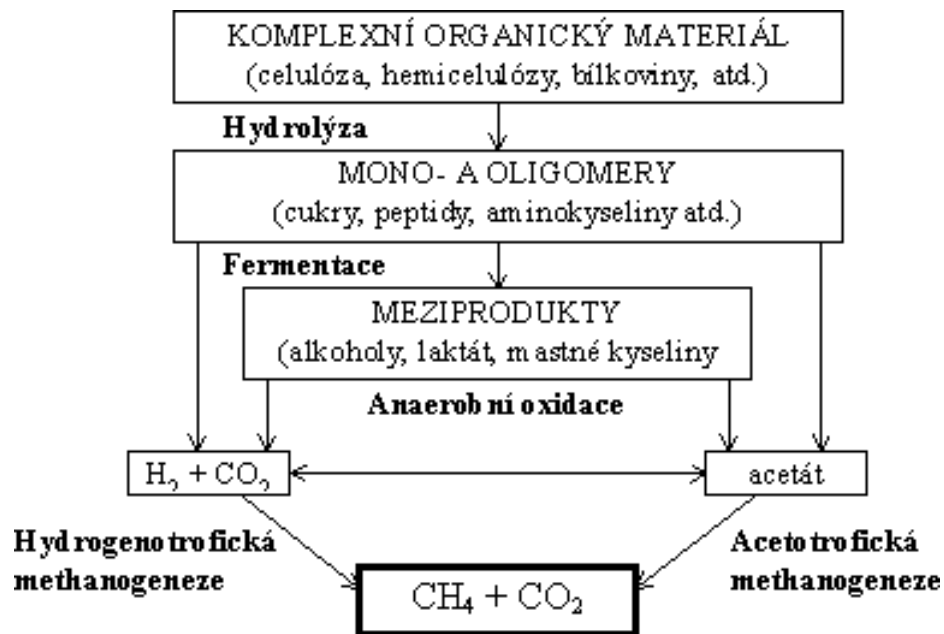 KOMPLEXNÍ ORGANICKÝ MATERIÁL
(celulóza, hemicelulózy, bílkoviny, atd.)
Hydrolýza
MONO- A OLIGOMERY
(cukry, peptidy, aminokyseliny atd.)
Fermentace
MEZIPRODUKTY
(alkoholy, laktát, mastné kyseliny
Anaerobní oxidace
H₂ + CO₂
acetát
Hydrogenotrofická
methanogeneze
Acetotrofická
methanogeneze
CH₄ + CO₂